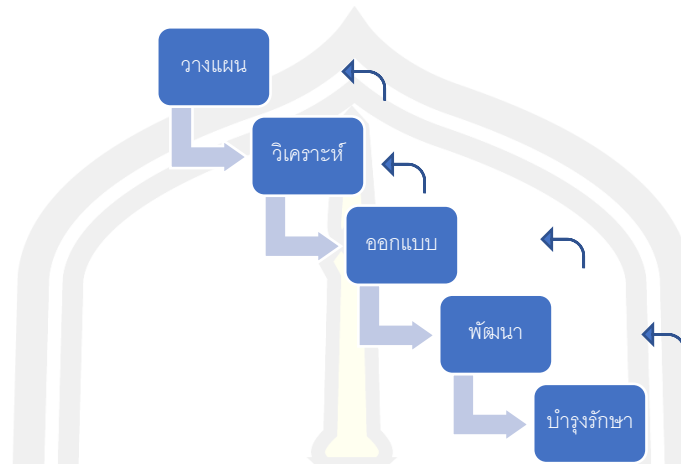 วางแผน
วิเคราะห์
ออกแบบ
พัฒนา
บำรุงรักษา